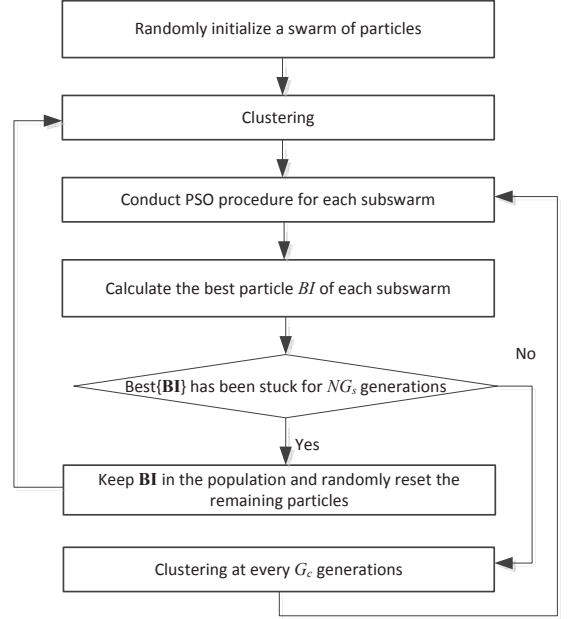 Randomly initialize a swarm of particles
Clustering
Conduct PSO procedure for each subswarm
Calculate the best particle BI of each subswarm
No
Best{BI} has been stuck for NGs generations
Yes
Keep BI in the population and randomly reset the
remaining particles
Clustering at every Gc generations